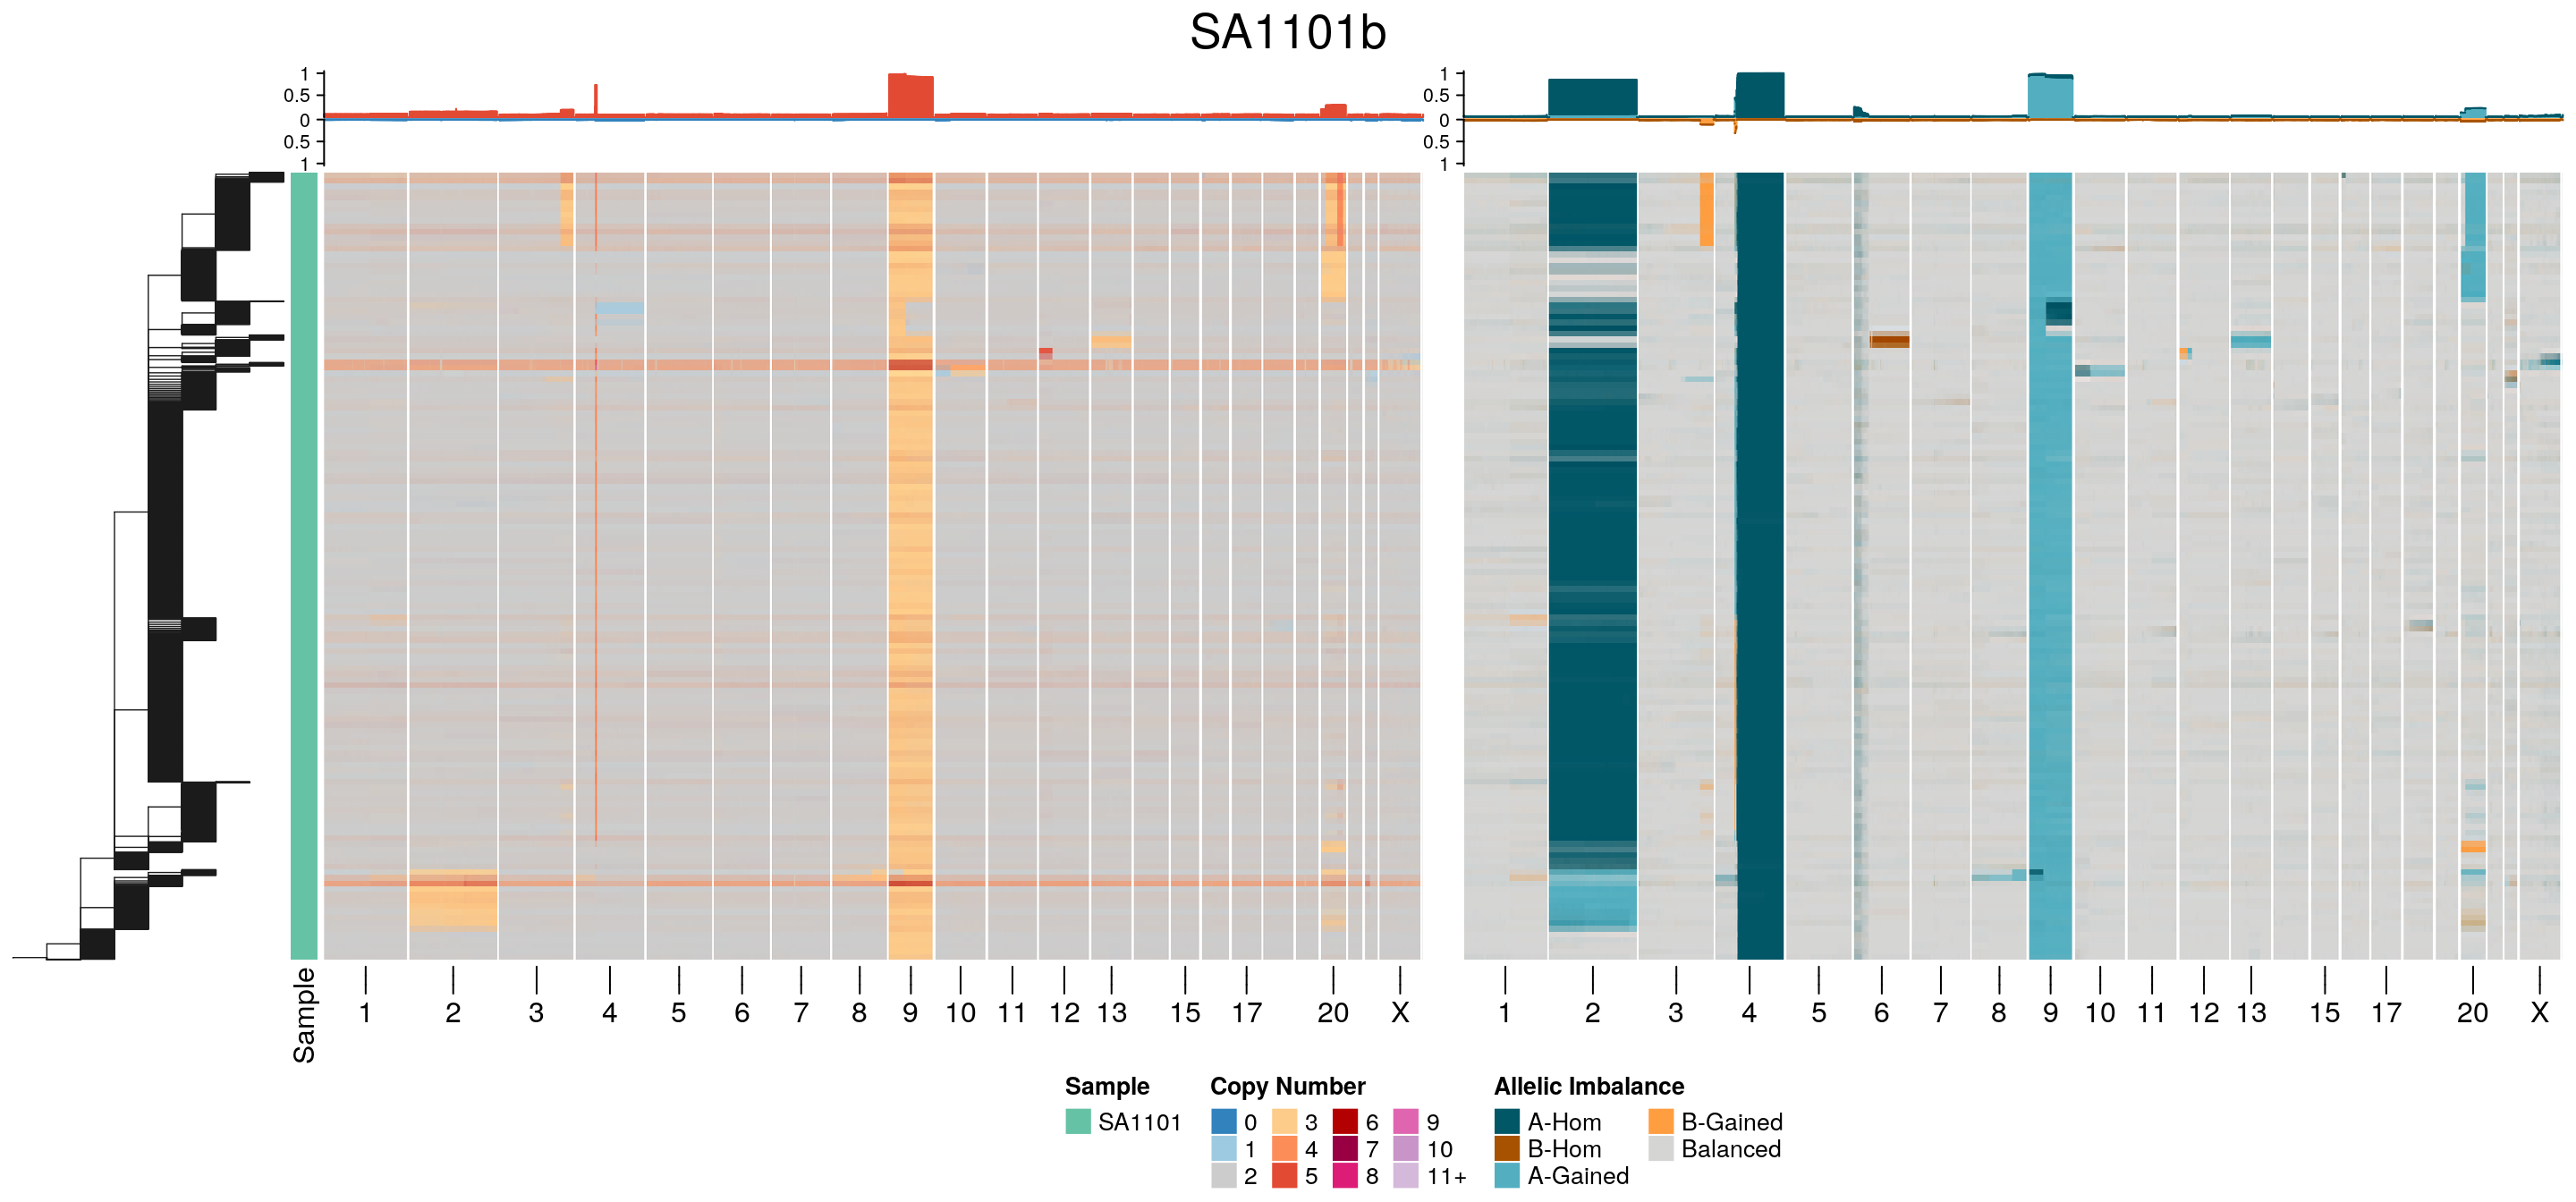 SA1101b
1
0.5
0
0.5
1
1
0.5
0
0.5
1
Sample
1 2 3 4 5 6 7 8 9 10 11 12 13 15 17 20 X
1 2 3 4 5 6 7 8 9 10 11 12 13 15 17 20 X
Sample
SA1101
Copy Number
0 3 6 9
1 4 7 10
2 5 8 11+
Allelic Imbalance
A-Hom B-Gained
B-Hom Balanced
A-Gained